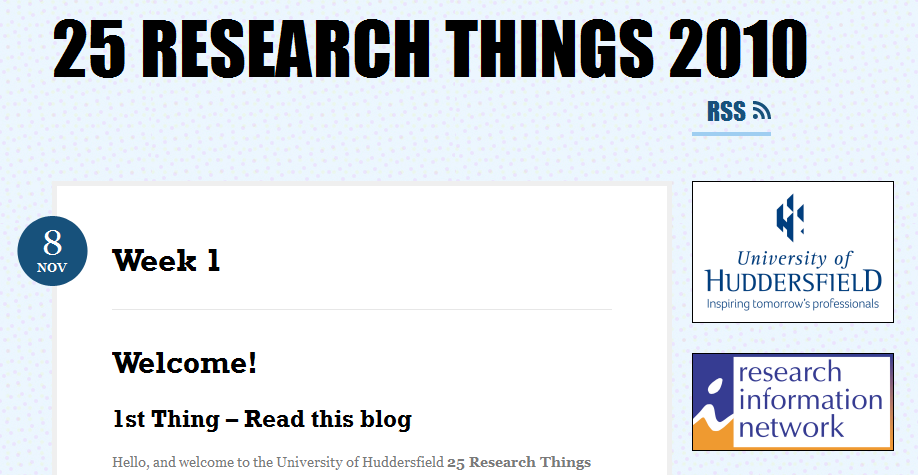 25 RESEARCH THINGS 2010
RSS
8
NOV
Week 1
Welcome!
1st Thing – Read this blog
Hello, and welcome to the University of Huddersfield 25 Research Things
University of
HUDDERSFIELD
Inspiring tomorrow's professionals
research
information
network